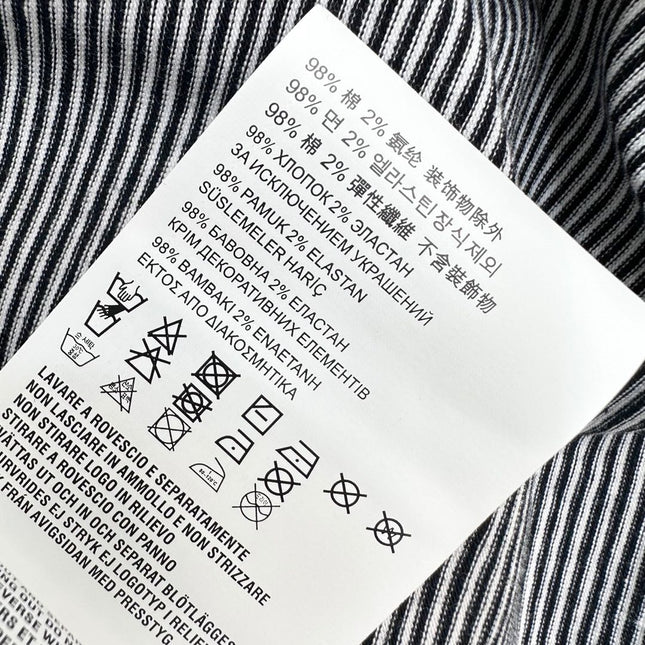 98% 棉 2% 氨纶 装饰物除外
98% 면 2% 엘라스틴 장식제외
98% 棉 2% 彈性纖維 不含裝飾物
98% ХЛОПОК 2% ЭЛАСТАН
ЗА ИСКЛЮЧЕНИЕМ УКРАШЕНИЙ
98% PAMUK 2% ELASTAN
SÜSLEMELER HARİÇ
98% БАВОВНА 2% ЕЛАСТАН
КРІМ ДЕКОРАТИВНИХ ЕЛЕМЕНТІВ
98% ΒΑΜΒΑΚΙ 2% ΕΝΑΕΤΑΝΗ
ΕΚΤΟΣ ΑΠΟ ΔΙΑΚΟΣΜΗΤΙΚΑ
LAVARE A ROVESCIO E SEPARATAMENTE
NON LASCIARE IN AMMOLLO E NON STRIZZARE
NON STIRARE LOGO IN RILIEVO
STIRARE A ROVESCIO CON PANNO
UT OCH IN OCH SEPARAT
EJ STRYK EJ LOGOTYP I
FRÅN AVIGSIDAN MED PRESSTYG